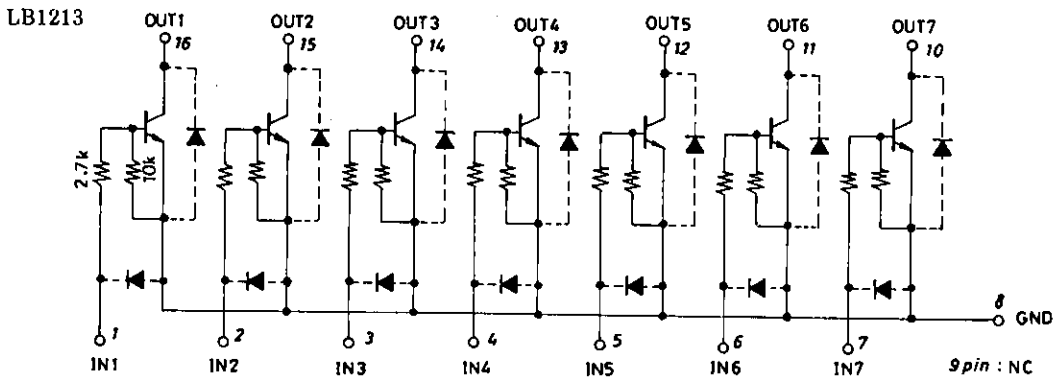 LB1213
OUT1 OUT2 OUT3 OUT4 OUT5 OUT6 OUT7
16 15 14 13 12 11 10
2.7k 10k
8 GND
1 2 3 4 5 6 7
IN1 IN2 IN3 IN4 IN5 IN6 IN7 9pin : NC